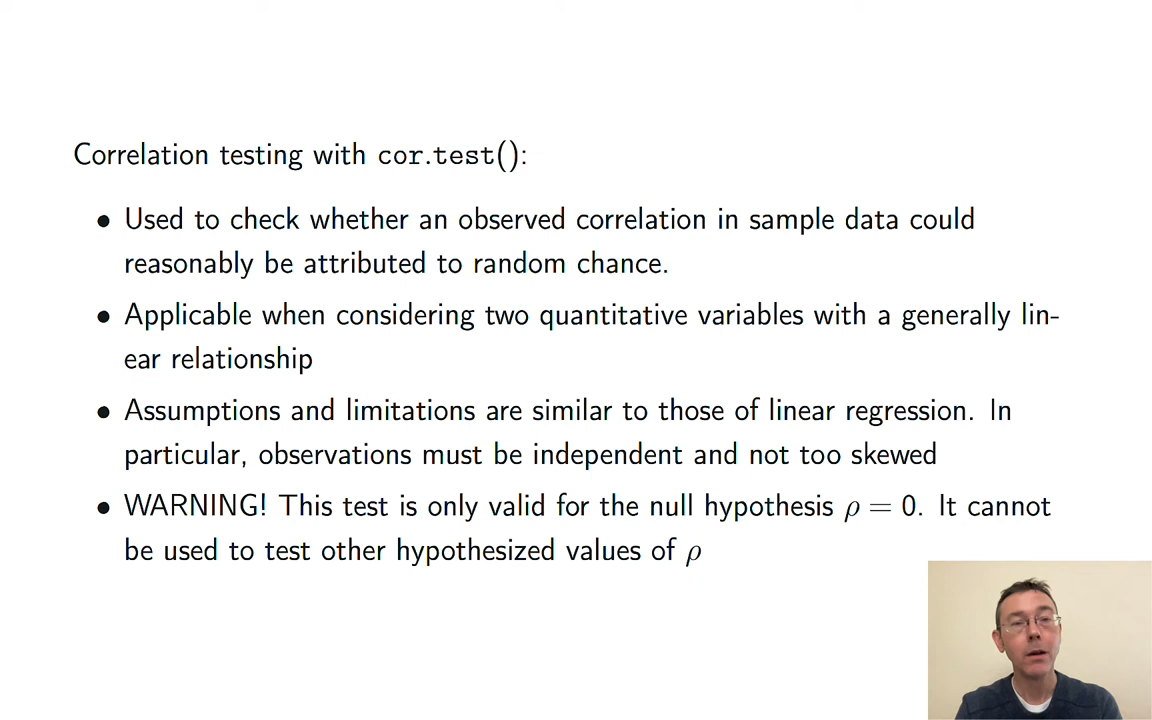 Correlation testing with cor.test():
• Used to check whether an observed correlation in sample data could
reasonably be attributed to random chance.
• Applicable when considering two quantitative variables with a generally lin-
ear relationship
• Assumptions and limitations are similar to those of linear regression. In
particular, observations must be independent and not too skewed
• WARNING! This test is only valid for the null hypothesis ρ = 0. It cannot
be used to test other hypothesized values of ρ